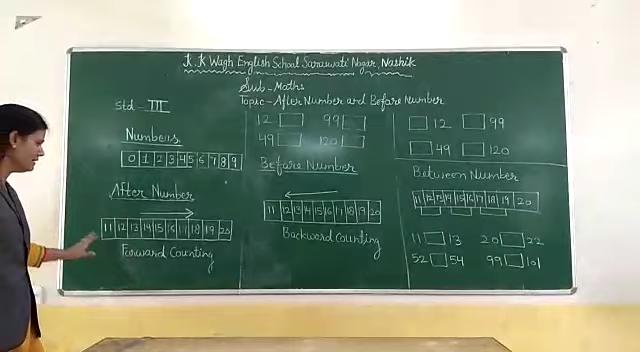 K.K Wagh English School Saraswati Nagar, Nashik
Sub - Maths
Std - III
Topic - After Number and Before Number
Numbers
0 1 2 3 4 5 6 7 8 9
After Number
11 12 13 14 15 16 17 18 19 20
Forward Counting
12 99
49 120
Before Number
11 12 13 14 15 16 17 18 19 20
Backward Counting
12 99
49 120
Between Number
11 12 13 14 15 16 17 18 19 20
11 13 20 22
52 54 99 101